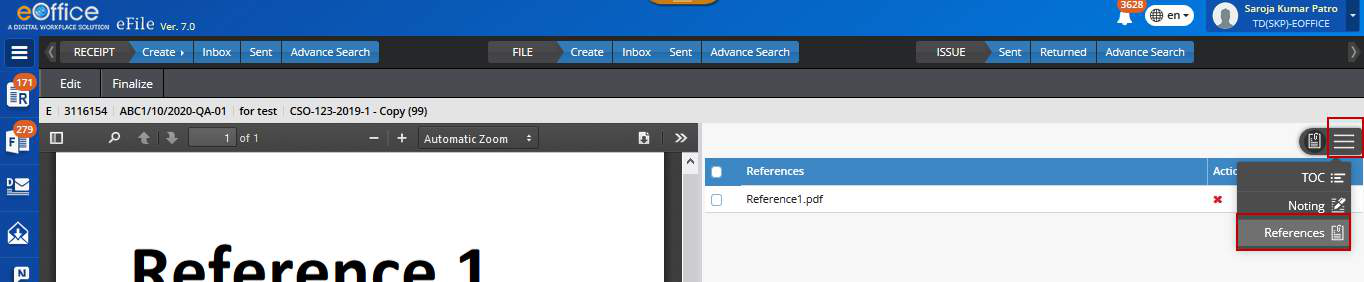 3628
eOffice
A DIGITAL WORKPLACE SOLUTION eFile Ver. 7.0
en
Saroja Kumar Patro
TD(SKP)-EOFFICE
RECEIPT Create Inbox Sent Advance Search FILE Create Inbox Sent Advance Search ISSUE Sent Returned Advance Search
171
R
Edit Finalize
E 3116154 ABC1/10/2020-QA-01 for test CSO-123-2019-1 - Copy (99)
279
F
1 of 1 Automatic Zoom
References Actio
TOC
D
Reference1.pdf
Noting
References
Reference 1
N